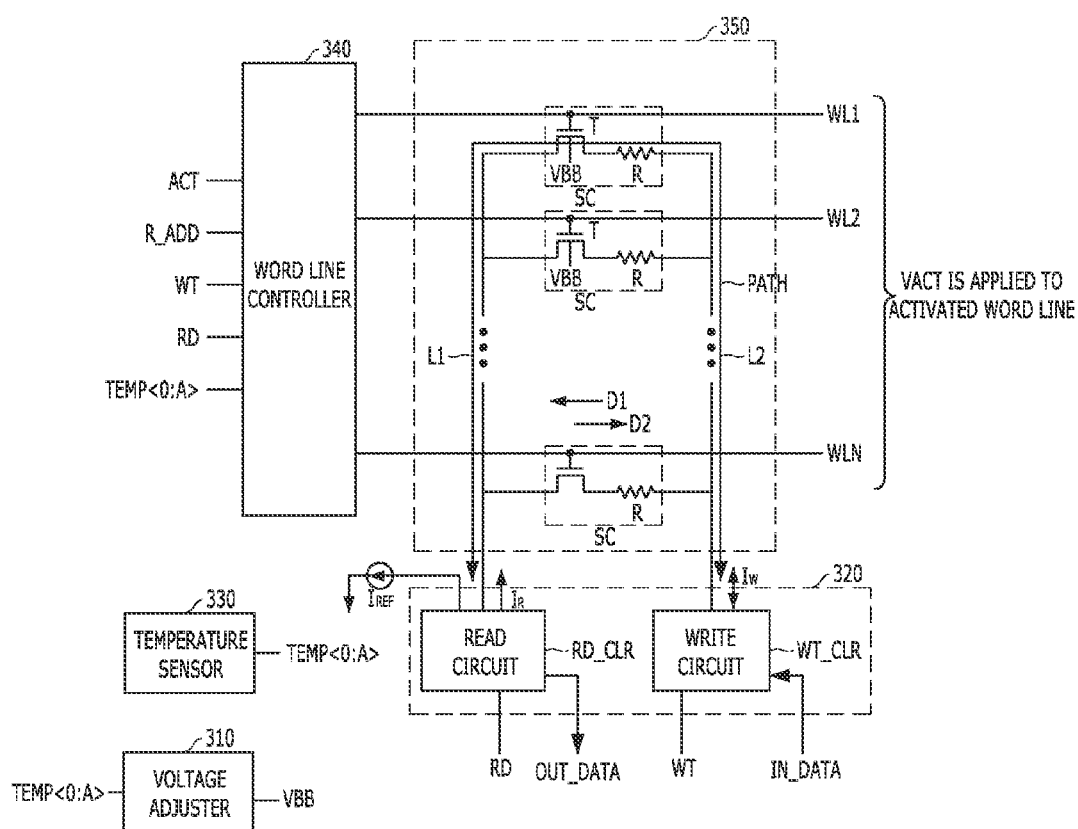 350
340
WL1
T
VBB
R
SC
ACT
WL2
T
R_ADD
VBB
R
SC
WORD LINE
CONTROLLER
WT
PATH
VACT IS APPLIED TO
ACTIVATED WORD LINE
RD
L1
L2
TEMP<0:A>
D1
D2
WLN
R
SC
320
IREF
IR
IW
330
TEMPERATURE
SENSOR
TEMP<0:A>
READ
CIRCUIT
RD_CLR
WRITE
CIRCUIT
WT_CLR
310
TEMP<0:A>
VOLTAGE
ADJUSTER
VBB
RD
OUT_DATA
WT
IN_DATA